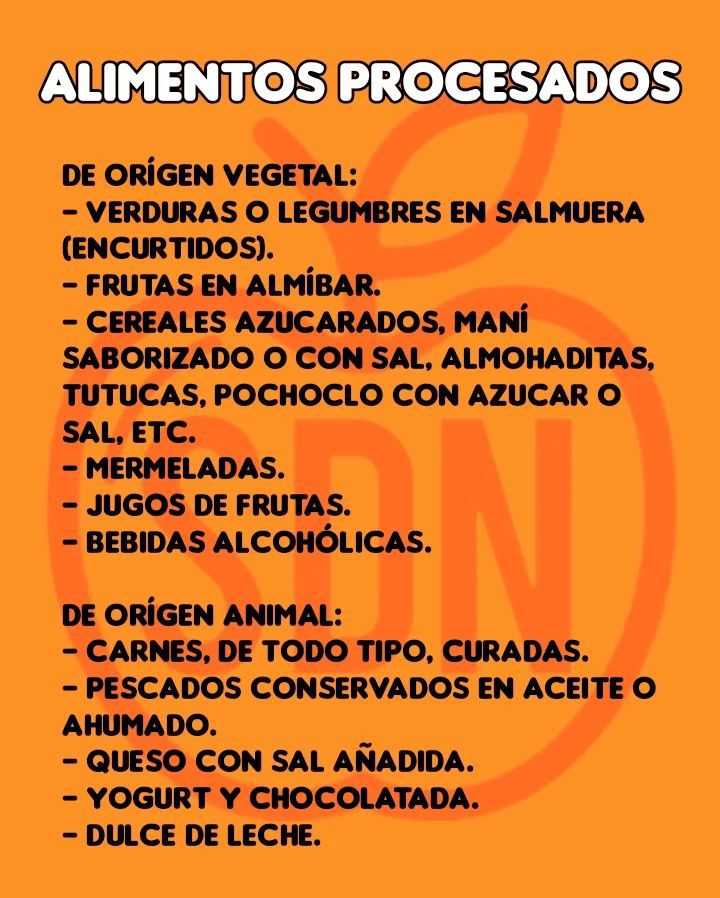 ALIMENTOS PROCESADOS
DE ORÍGEN VEGETAL:
- VERDURAS O LEGUMBRES EN SALMUERA
(ENCURTIDOS).
- FRUTAS EN ALMÍBAR.
- CEREALES AZUCARADOS, MANÍ
SABORIZADO O CON SAL, ALMOHADITAS,
TUTUCAS, POCHOCLO CON AZUCAR O
SAL, ETC.
- MERMELADAS.
- JUGOS DE FRUTAS.
- BEBIDAS ALCOHÓLICAS.
DE ORÍGEN ANIMAL:
- CARNES, DE TODO TIPO, CURADAS.
- PESCADOS CONSERVADOS EN ACEITE O
AHUMADO.
- QUESO CON SAL AÑADIDA.
- YOGURT Y CHOCOLATADA.
- DULCE DE LECHE.
SDN